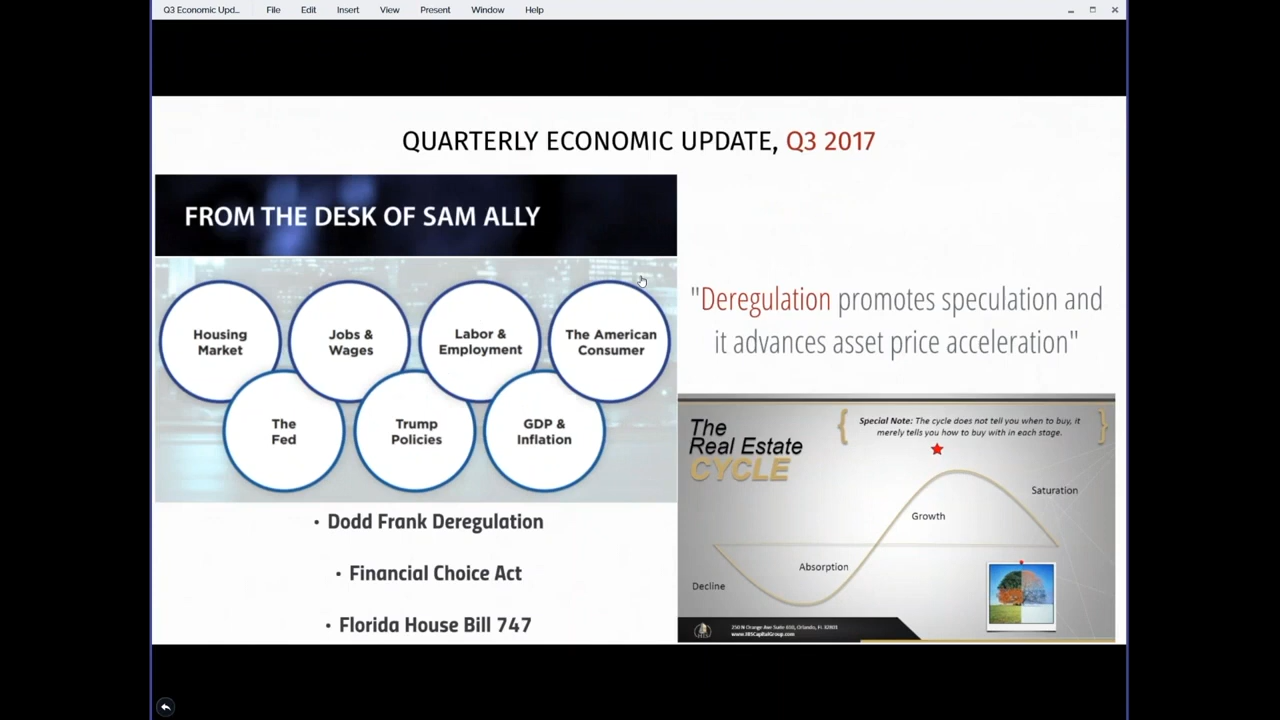 Q3 Economic Upd...
File
Edit
Insert
View
Present
Window
Help
QUARTERLY ECONOMIC UPDATE, Q3 2017
FROM THE DESK OF SAM ALLY
Housing
Market
Jobs &
Wages
Labor &
Employment
The American
Consumer
The
Fed
Trump
Policies
GDP &
Inflation
• Dodd Frank Deregulation
• Financial Choice Act
• Florida House Bill 747
"Deregulation promotes speculation and
it advances asset price acceleration"
The
Real Estate
CYCLE
Special Note: The cycle does not tell you when to buy, it
merely tells you how to buy with in each stage.
Saturation
Growth
Absorption
Decline
250 N Orange Ave Suite
Orlando, FL 32801